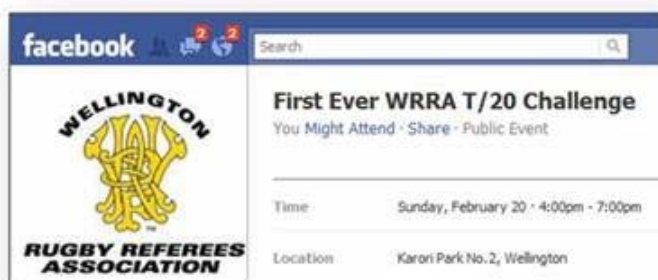 facebook
2
2
Search
WELLINGTON
RUGBY REFEREES
ASSOCIATION
TM
First Ever WRRA T/20 Challenge
You Might Attend · Share · Public Event
Time Sunday, February 20 · 4:00pm - 7:00pm
Location Karori Park No.2, Wellington